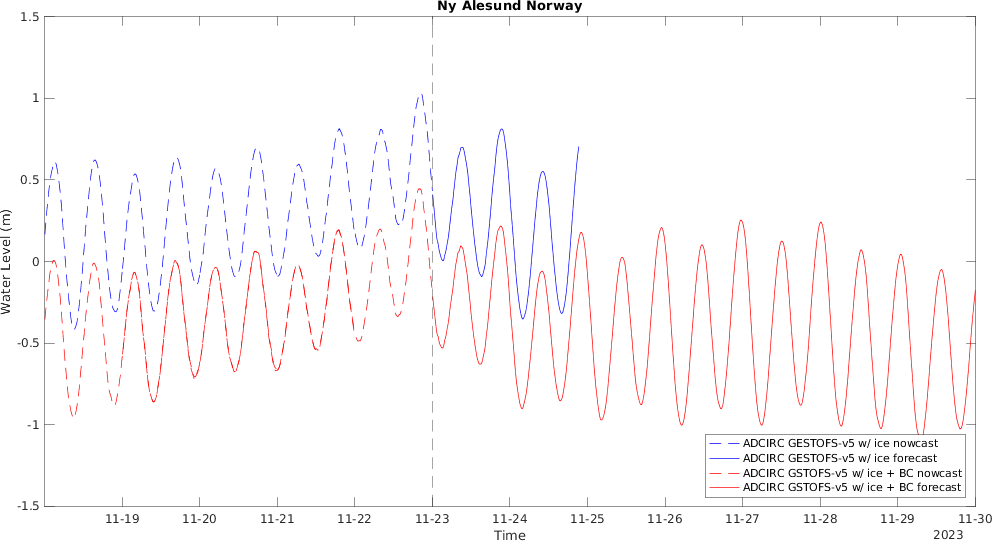 Ny Alesund Norway
1.5
1
0.5
0
-0.5
-1
-1.5
Water Level (m)
ADCIRC GESTOFS-v5 w/ ice nowcast
ADCIRC GESTOFS-v5 w/ ice forecast
ADCIRC GSTOFS-v5 w/ ice + BC nowcast
ADCIRC GSTOFS-v5 w/ ice + BC forecast
11-19 11-20 11-21 11-22 11-23 11-24 11-25 11-26 11-27 11-28 11-29 11-30
Time
2023